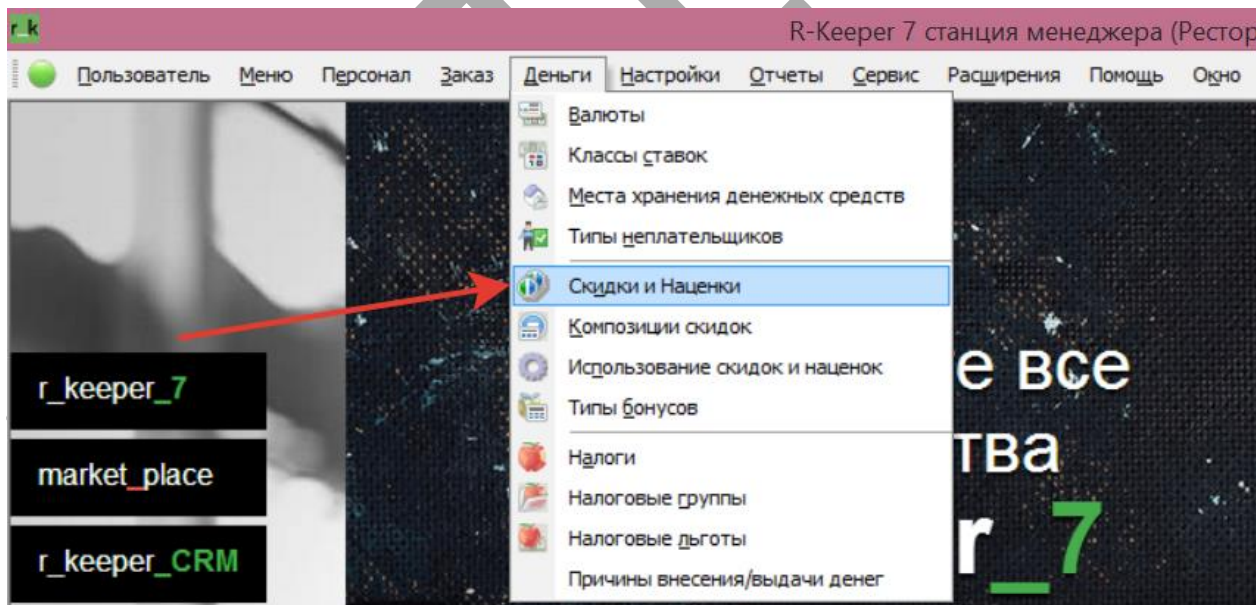 r_k R-Keeper 7 станция менеджера (Рестор
Пользователь Меню Персонал Заказ Деньги Настройки Отчеты Сервис Расширения Помощь Окно
Валюты
Классы ставок
Места хранения денежных средств
Типы неплательщиков
Скидки и Наценки
Композиции скидок
Использование скидок и наценок
Типы бонусов
Налоги
Налоговые группы
Налоговые льготы
Причины внесения/выдачи денег
r_keeper_7
market_place
r_keeper_CRM
е все
тва
r_7